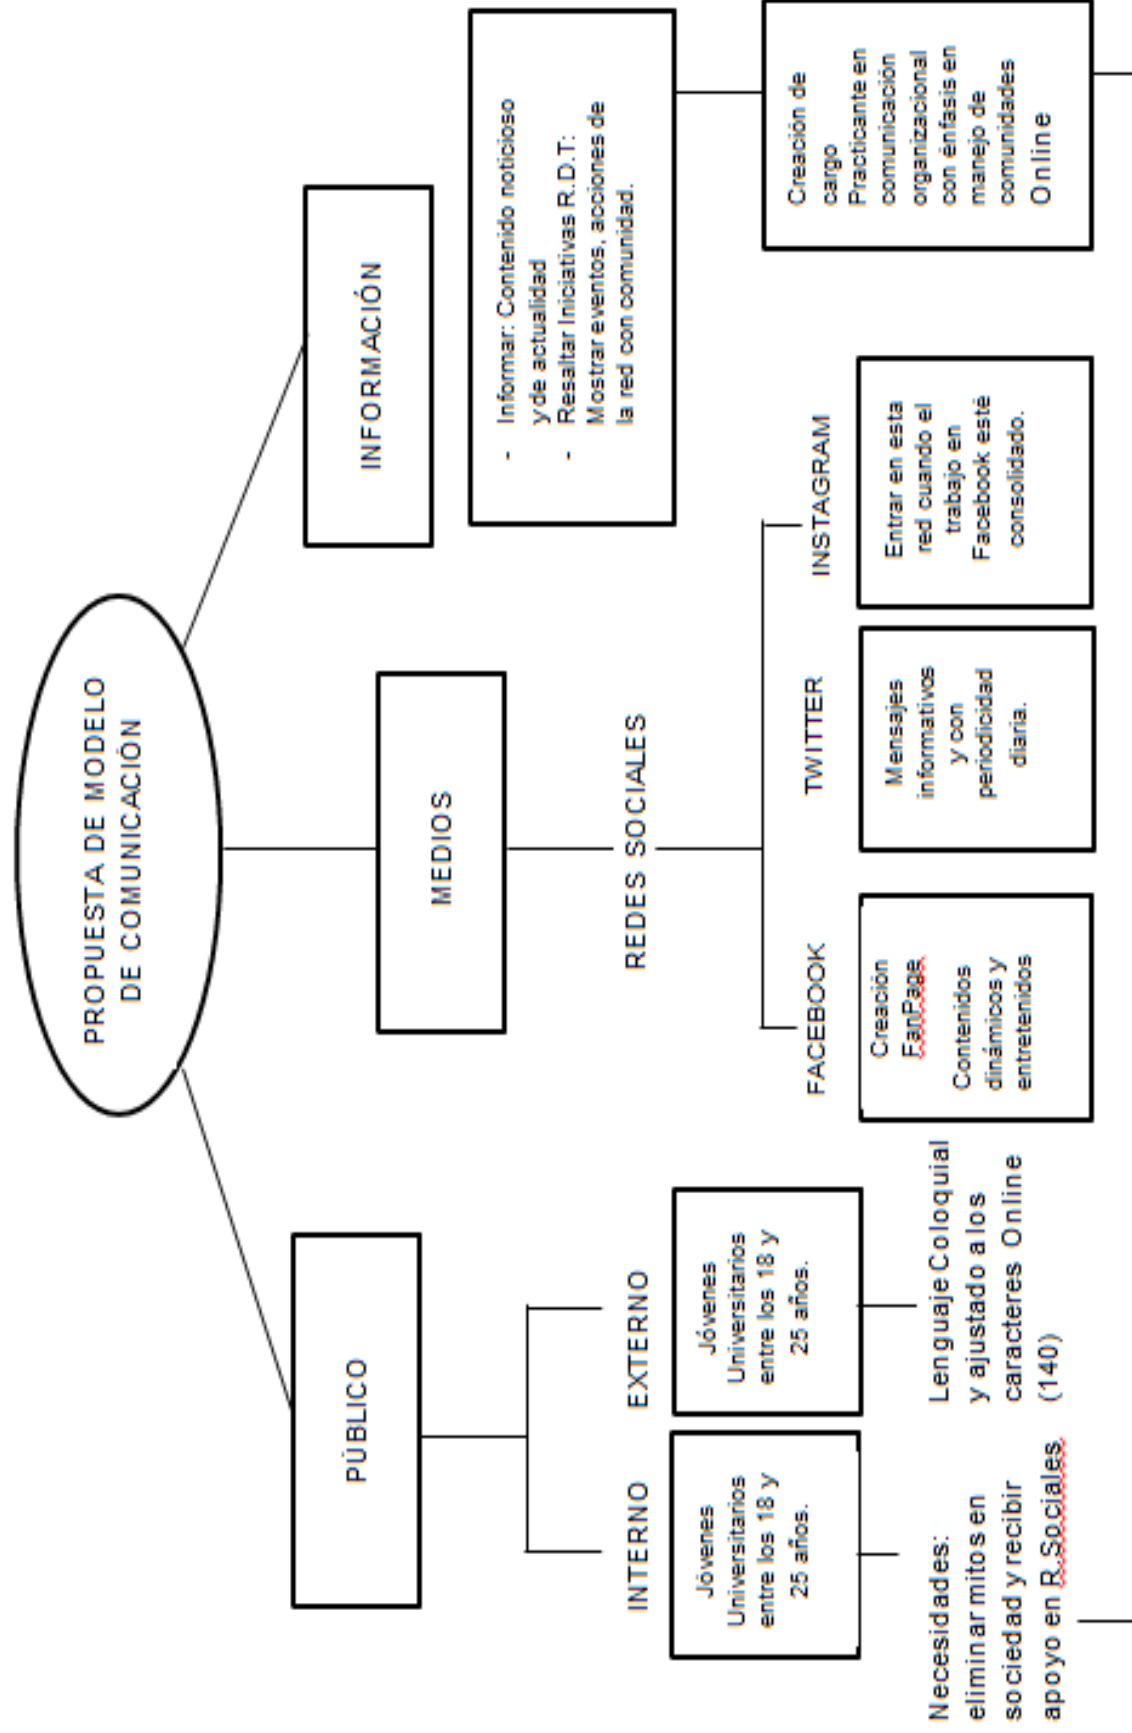 PROPUESTA DE MODELO
DE COMUNICACIÓN
PÚBLICO
INTERNO
Jóvenes
Universitarios
entre los 18 y
25 años.
Necesidades:
eliminar mitos en
sociedad y recibir
apoyo en R.Sociales.
EXTERNO
Jóvenes
Universitarios
entre los 18 y
25 años.
Lenguaje Coloquial
y ajustado a los
caracteres Online
(140)
MEDIOS
REDES SOCIALES
FACEBOOK
Creación
FanPage.
Contenidos
dinámicos y
entretenidos
TWITTER
Mensajes
informativos
y con
periodicidad
diaria.
INSTAGRAM
Entrar en esta
red cuando el
trabajo en
Facebook esté
consolidado.
INFORMACIÓN
- Informar: Contenido noticioso
y de actualidad
- Resaltar Iniciativas R.D.T:
Mostrar eventos, acciones de
la red con comunidad.
Creación de
cargo
Practicante en
comunicación
organizacional
con énfasis en
manejo de
comunidades
Online